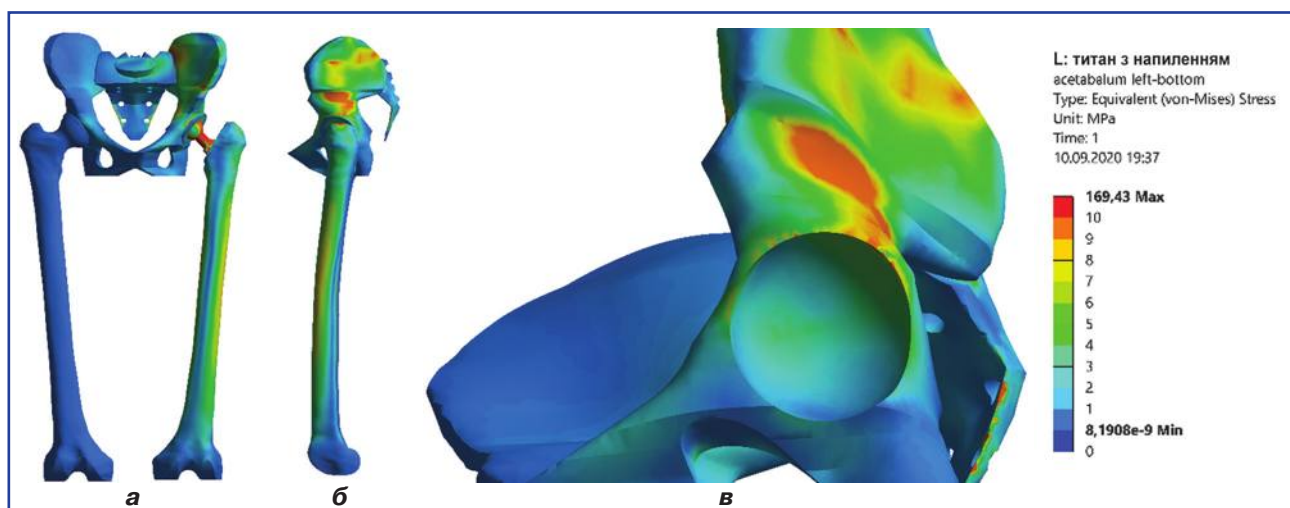 L: титан з напиленням
acetabalum left-bottom
Type: Equivalent (von-Mises) Stress
Unit: MPa
Time: 1
10.09.2020 19:37
169,43 Max
10
9
8
7
6
5
4
3
2
1
8,1908e-9 Min
0
а
б
в